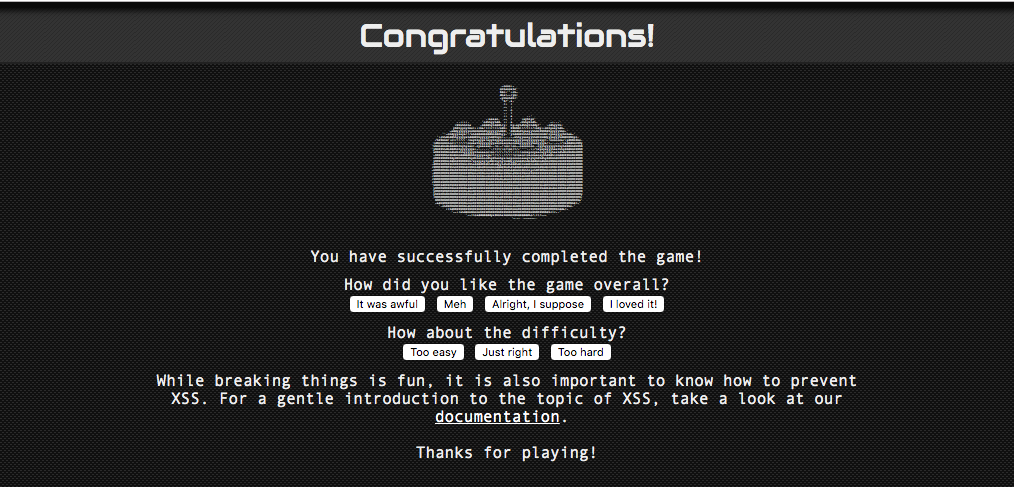 Congratulations!
You have successfully completed the game!
How did you like the game overall?
It was awful Meh Alright, I suppose I loved it!
How about the difficulty?
Too easy Just right Too hard
While breaking things is fun, it is also important to know how to prevent
XSS. For a gentle introduction to the topic of XSS, take a look at our
documentation.
Thanks for playing!